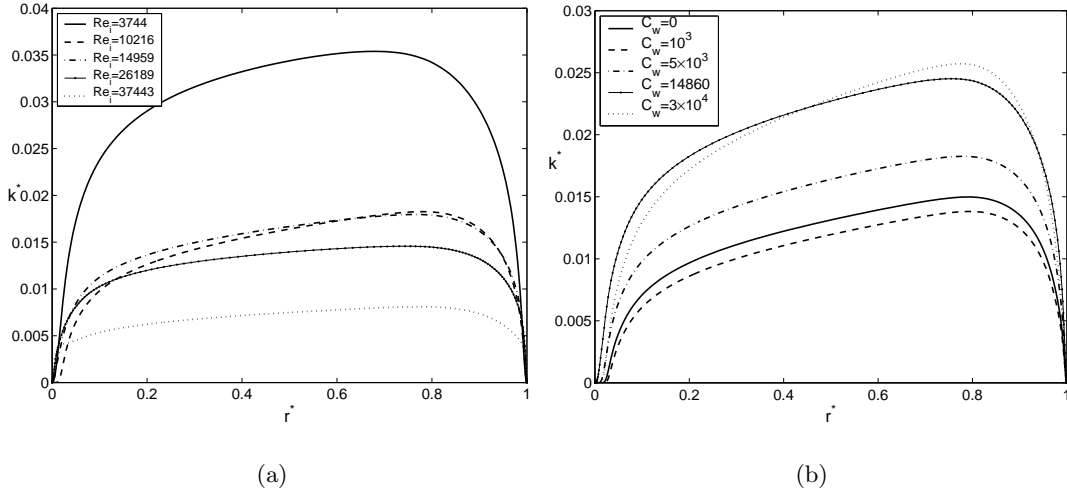 Re_i=3744
Re_i=10216
Re_i=14959
Re_i=26189
Re_i=37443
0.04
0.035
0.03
0.025
0.02
k*
0.015
0.01
0.005
0
0 0.2 0.4 0.6 0.8 1
r*
(a)
C_w=0
C_w=10^3
C_w=5×10^3
C_w=14860
C_w=3×10^4
0.03
0.025
0.02
k*
0.015
0.01
0.005
0
0 0.2 0.4 0.6 0.8 1
r*
(b)